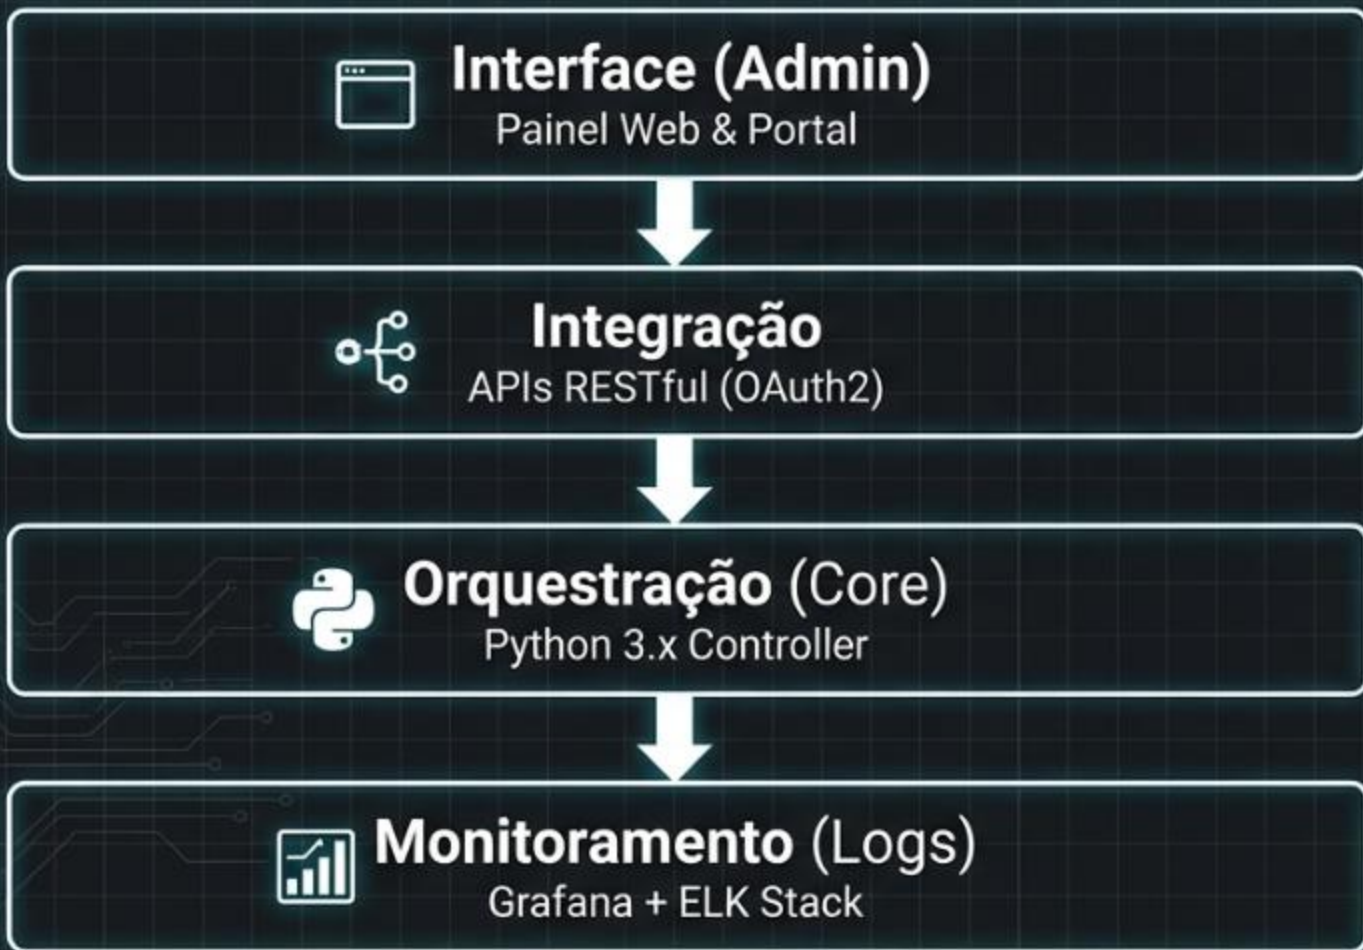 Interface (Admin)
Painel Web & Portal
Integração
APIs RESTful (OAuth2)
Orquestração (Core)
Python 3.x Controller
Monitoramento (Logs)
Grafana + ELK Stack